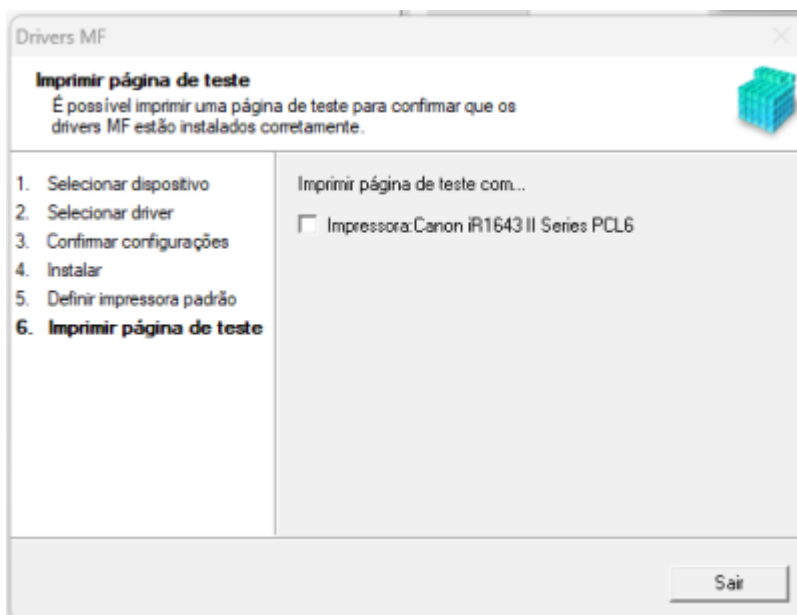 Drivers MF
Imprimir página de teste
É possível imprimir uma página de teste para confirmar que os
drivers MF estão instalados corretamente.
1. Selecionar dispositivo
2. Selecionar driver
3. Confirmar configurações
4. Instalar
5. Definir impressora padrão
6. Imprimir página de teste
Imprimir página de teste com...
Impressora:Canon iR1643 II Series PCL6
Sair